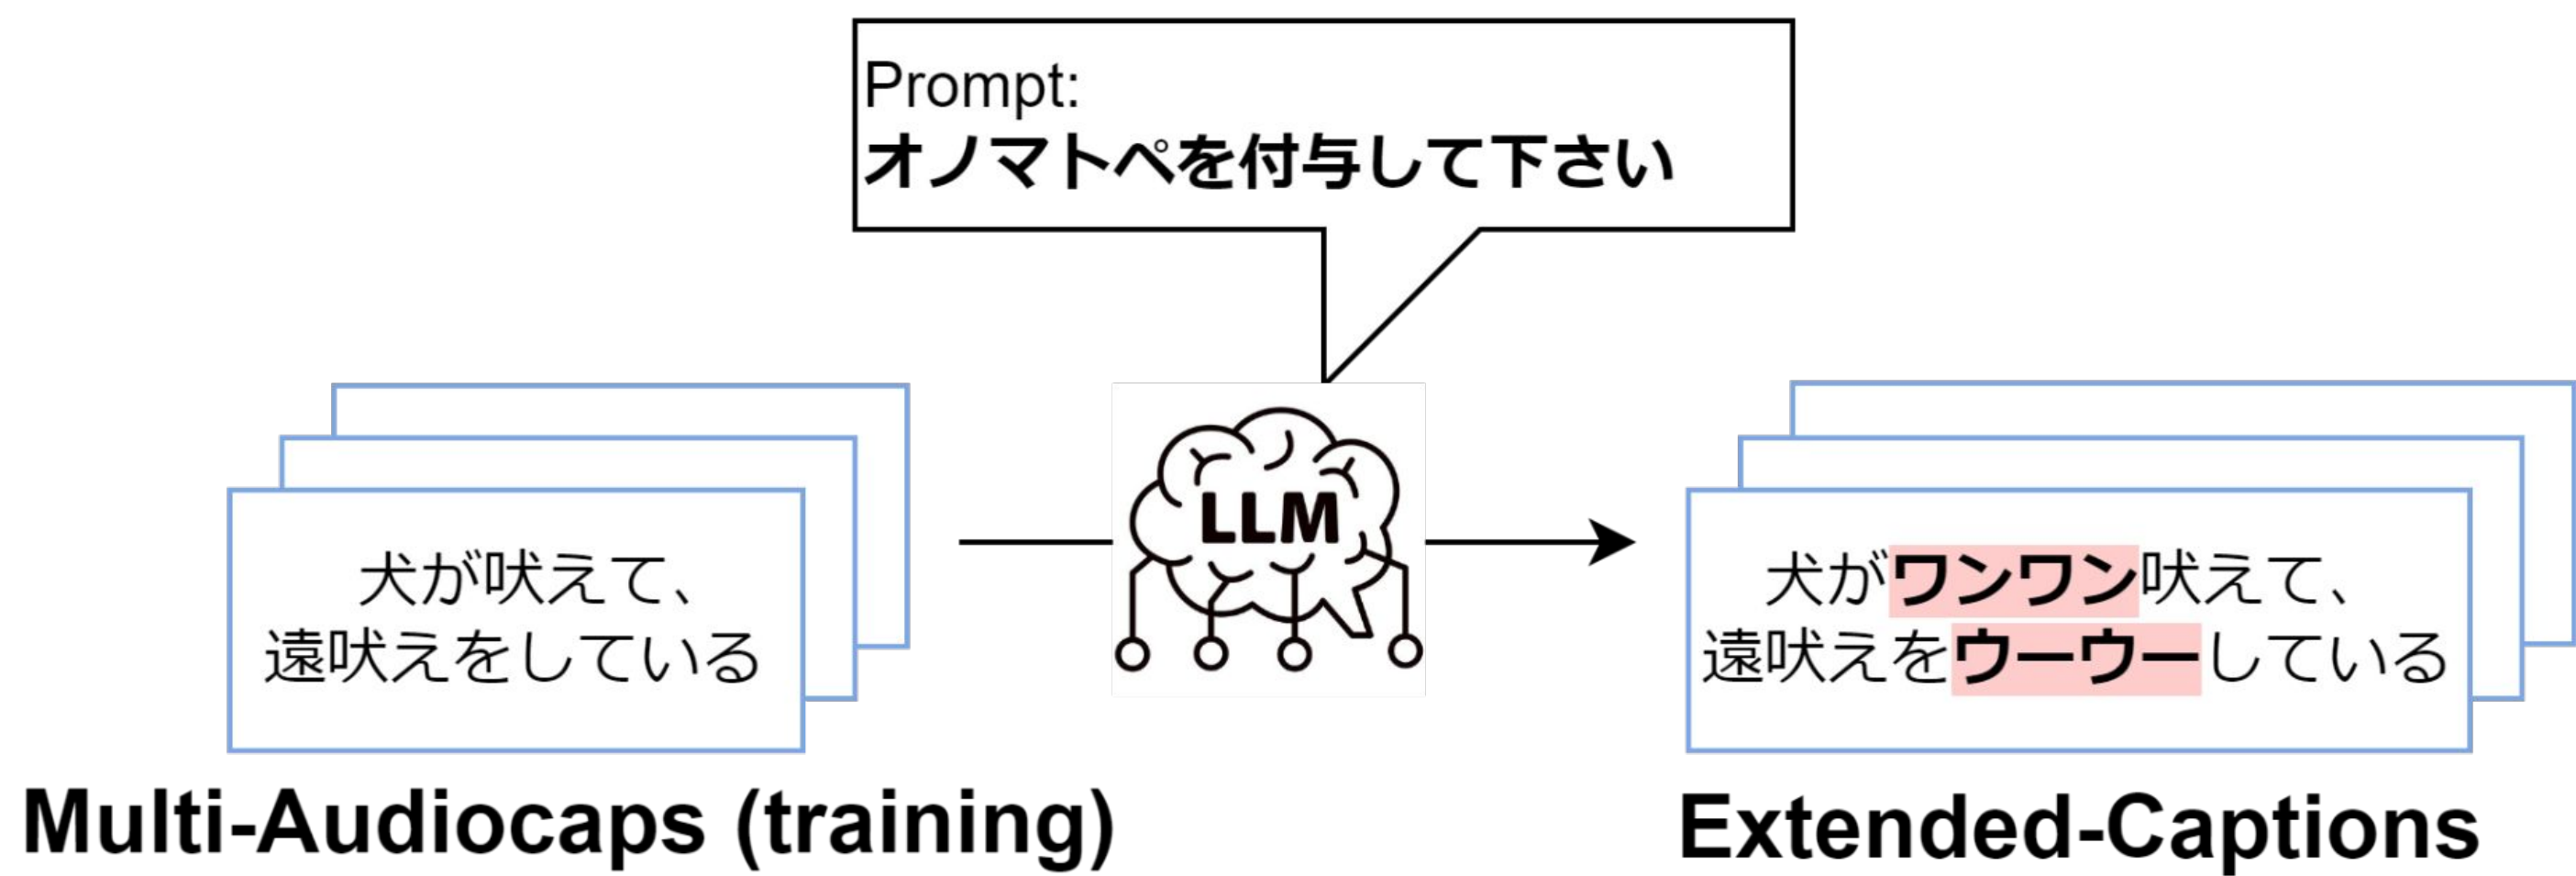 Prompt:
オノマトペを付与して下さい
犬が吠えて、
遠吠えをしている
LLM
犬がワンワン吠えて、
遠吠えをウーウーしている
Multi-Audiocaps (training)
Extended-Captions